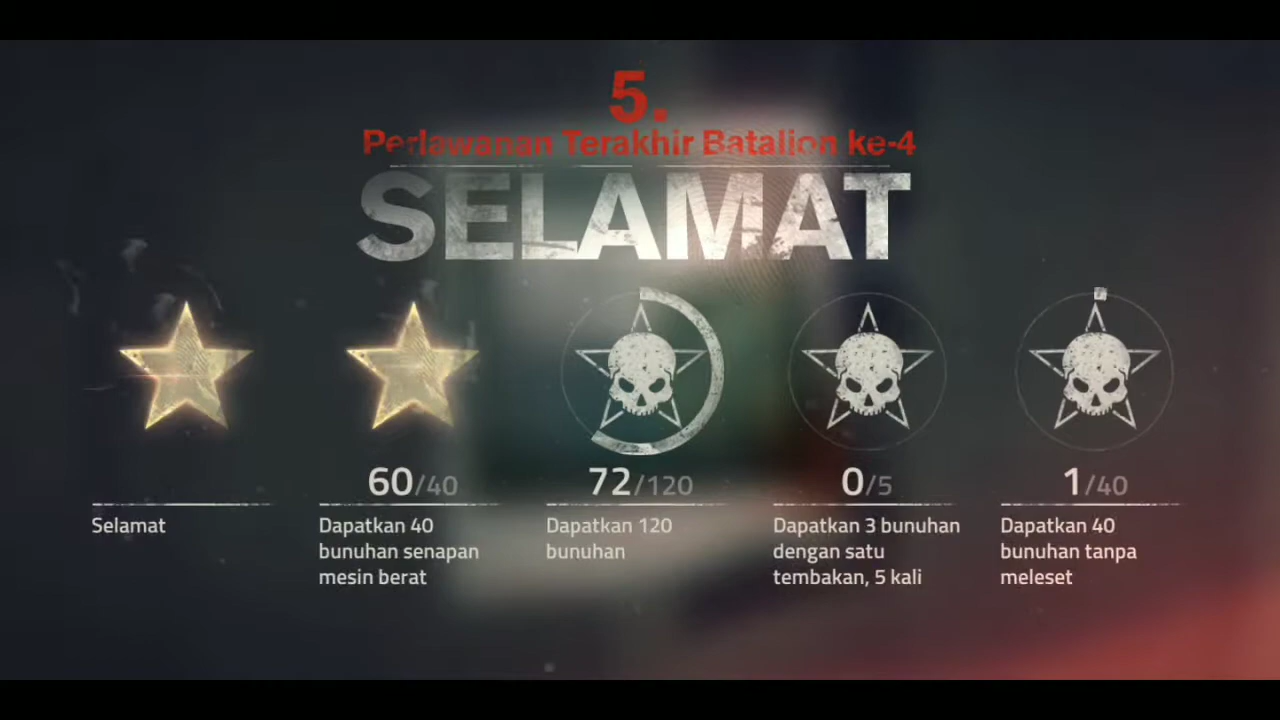 5.
Perlawanan Terakhir Batalion ke-4
SELAMAT
60/40
72/120
0/5
1/40
Selamat
Dapatkan 40
bunuhan senapan
mesin berat
Dapatkan 120
bunuhan
Dapatkan 3 bunuhan
dengan satu
tembakan, 5 kali
Dapatkan 40
bunuhan tanpa
meleset